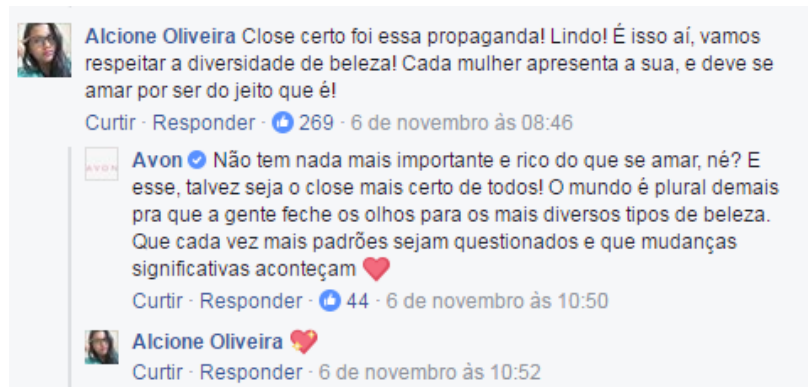 Alcione Oliveira Close certo foi essa propaganda! Lindo! É isso aí, vamos
respeitar a diversidade de beleza! Cada mulher apresenta a sua, e deve se
amar por ser do jeito que é!
Curtir · Responder · 269 · 6 de novembro às 08:46
AVON
Avon Não tem nada mais importante e rico do que se amar, né? E
esse, talvez seja o close mais certo de todos! O mundo é plural demais
pra que a gente feche os olhos para os mais diversos tipos de beleza.
Que cada vez mais padrões sejam questionados e que mudanças
significativas aconteçam ❤️
Curtir · Responder · 44 · 6 de novembro às 10:50
Alcione Oliveira 💖
Curtir · Responder · 6 de novembro às 10:52